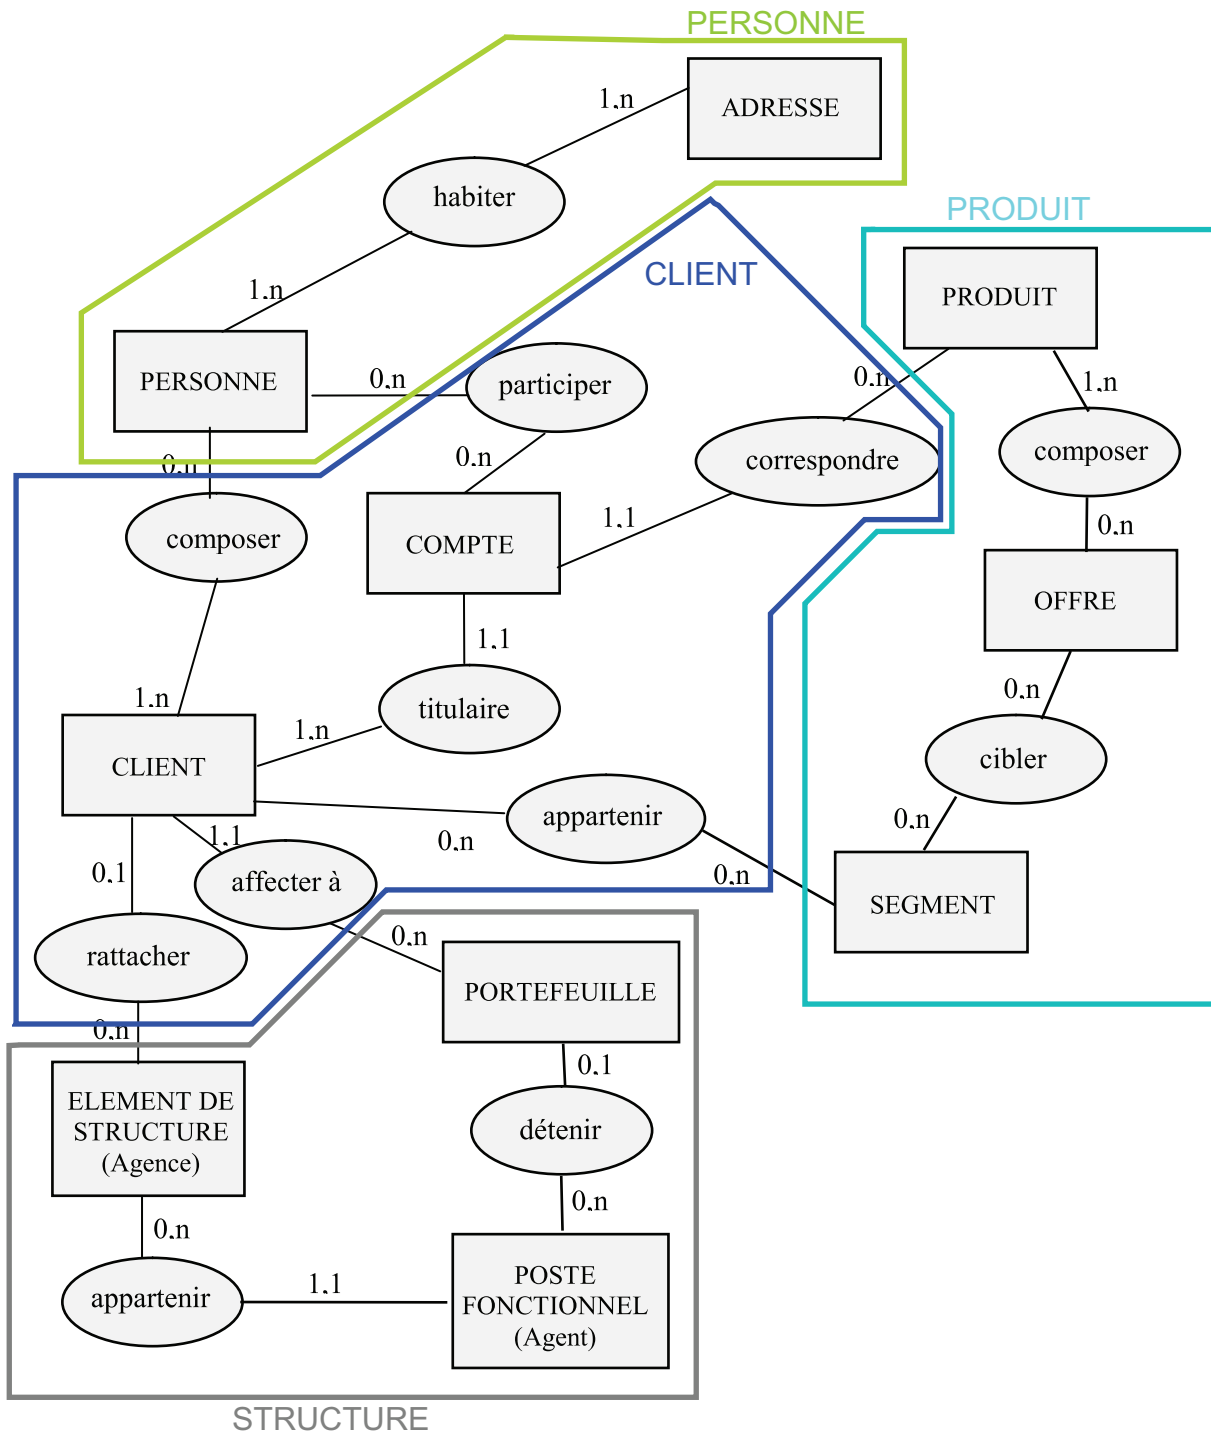 PERSONNE
ADRESSE
1,n
habiter
PRODUIT
CLIENT
1,n
PRODUIT
PERSONNE
0,n
participer
0,n
1,n
composer
0,n
correspondre
0,n
composer
COMPTE
1,1
0,n
OFFRE
1,1
0,n
1,n
titulaire
1,n
cibler
CLIENT
appartenir
0,n
1,1
0,n
0,1
affecter à
0,n
SEGMENT
0,n
rattacher
PORTEFEUILLE
0,n
0,1
ELEMENT DE
STRUCTURE
(Agence)
détenir
0,n
0,n
appartenir
1,1
POSTE
FONCTIONNEL
(Agent)
STRUCTURE